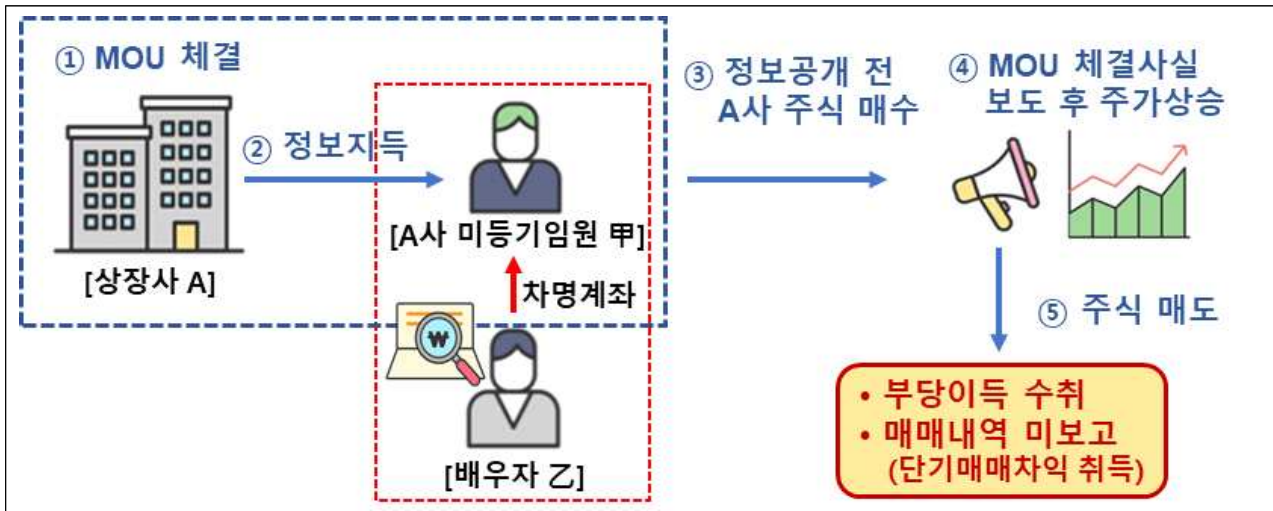 ① MOU 체결
[상장사 A]
② 정보지득
[A사 미등기임원 甲]
차명계좌
₩
[배우자 乙]
③ 정보공개 전
A사 주식 매수
④ MOU 체결사실
보도 후 주가상승
⑤ 주식 매도
• 부당이득 수취
• 매매내역 미보고
(단기매매차익 취득)